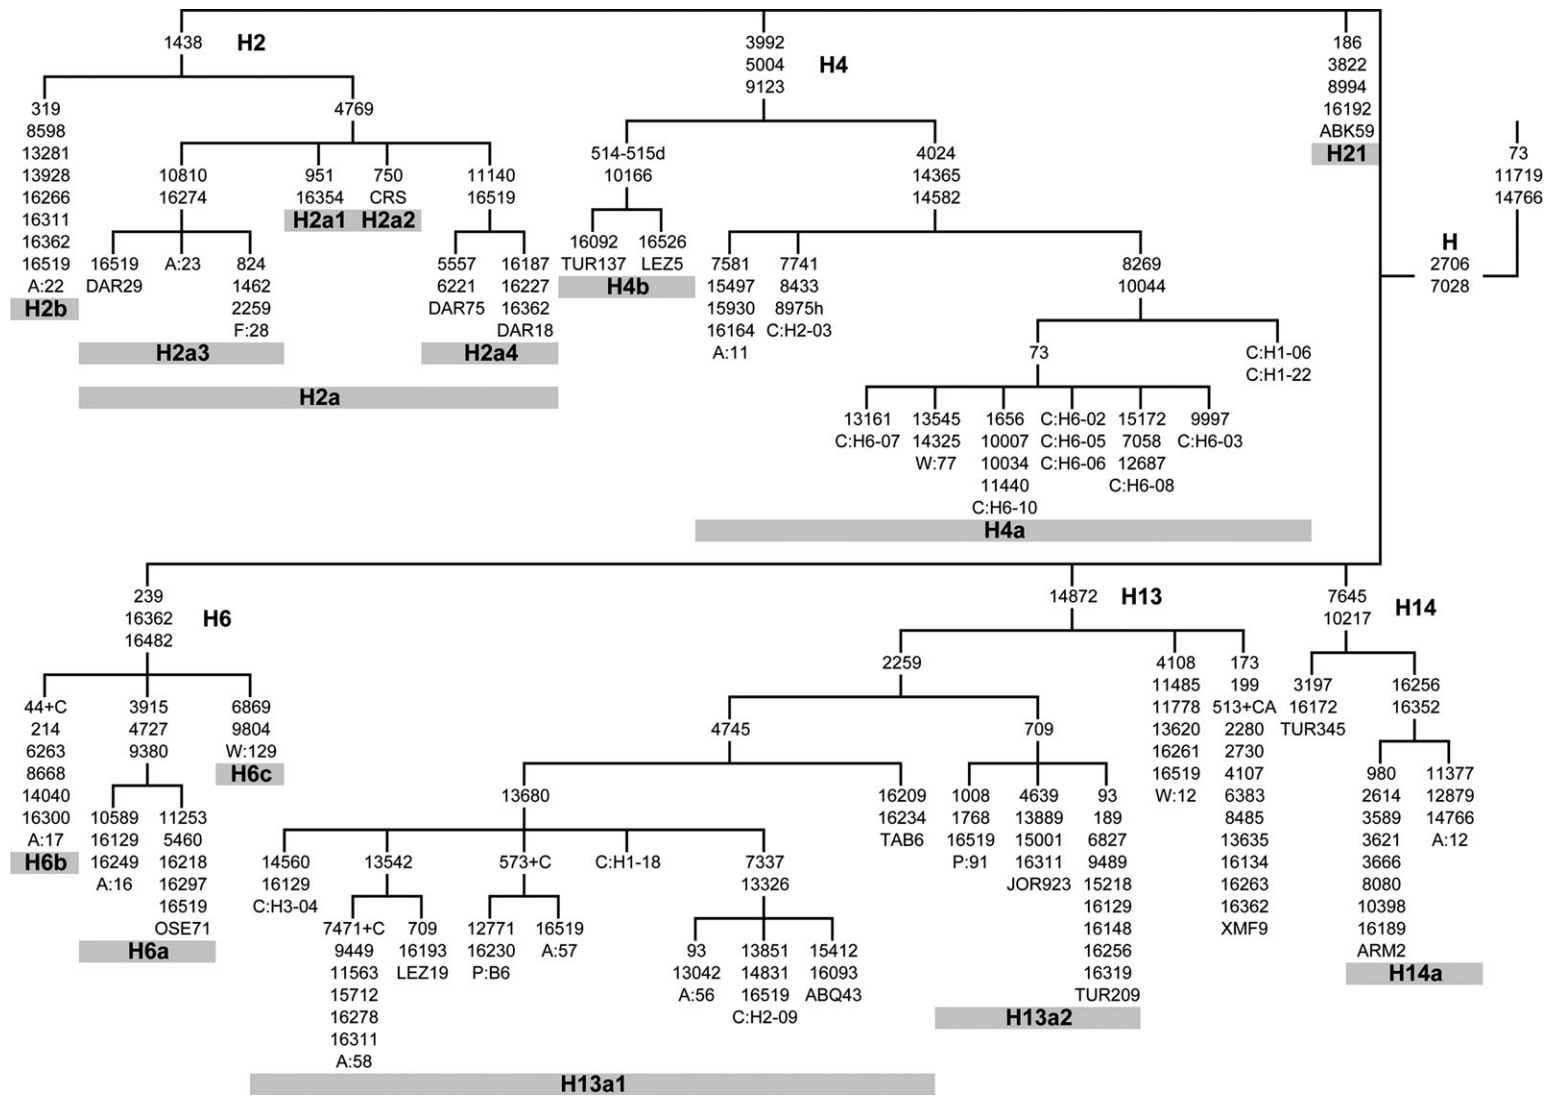 1438
H2
319
8598
13281
13928
16266
16311
16362
16519
A:22
H2b
4769
10810
16274
16519
DAR29
A:23
824
1462
2259
F:28
H2a3
951
16354
H2a1
750
CRS
H2a2
11140
16519
5557
6221
DAR75
16187
16227
16362
DAR18
H2a4
H2a
3992
5004
9123
H4
514-515d
10166
16092
TUR137
16526
LEZ5
H4b
4024
14365
14582
7581
15497
15930
16164
A:11
7741
8433
8975h
C:H2-03
8269
10044
73
13161
C:H6-07
13545
14325
W:77
1656
10007
10034
11440
C:H6-10
C:H6-02
C:H6-05
C:H6-06
15172
7058
12687
C:H6-08
9997
C:H6-03
C:H1-06
C:H1-22
H4a
186
3822
8994
16192
ABK59
H21
73
11719
14766
H
2706
7028
239
16362
16482
H6
44+C
214
6263
8668
14040
16300
A:17
H6b
3915
4727
9380
10589
16129
16249
A:16
11253
5460
16218
16297
16519
OSE71
H6a
6869
9804
W:129
H6c
14872
H13
2259
4745
13680
14560
16129
C:H3-04
13542
7471+C
9449
11563
15712
16278
16311
A:58
709
16193
LEZ19
573+C
12771
16230
P:B6
16519
A:57
C:H1-18
7337
13326
93
13042
A:56
13851
14831
16519
C:H2-09
15412
16093
ABQ43
16209
16234
TAB6
H13a1
709
1008
1768
16519
P:91
4639
13889
15001
16311
JOR923
93
189
6827
9489
15218
16129
16148
16256
16319
TUR209
H13a2
4108
11485
11778
13620
16261
16519
W:12
173
199
513+CA
2280
2730
4107
6383
8485
13635
16134
16263
16362
XMF9
7645
10217
H14
3197
16172
TUR345
16256
16352
980
2614
3589
3621
3666
8080
10398
16189
ARM2
11377
12879
14766
A:12
H14a